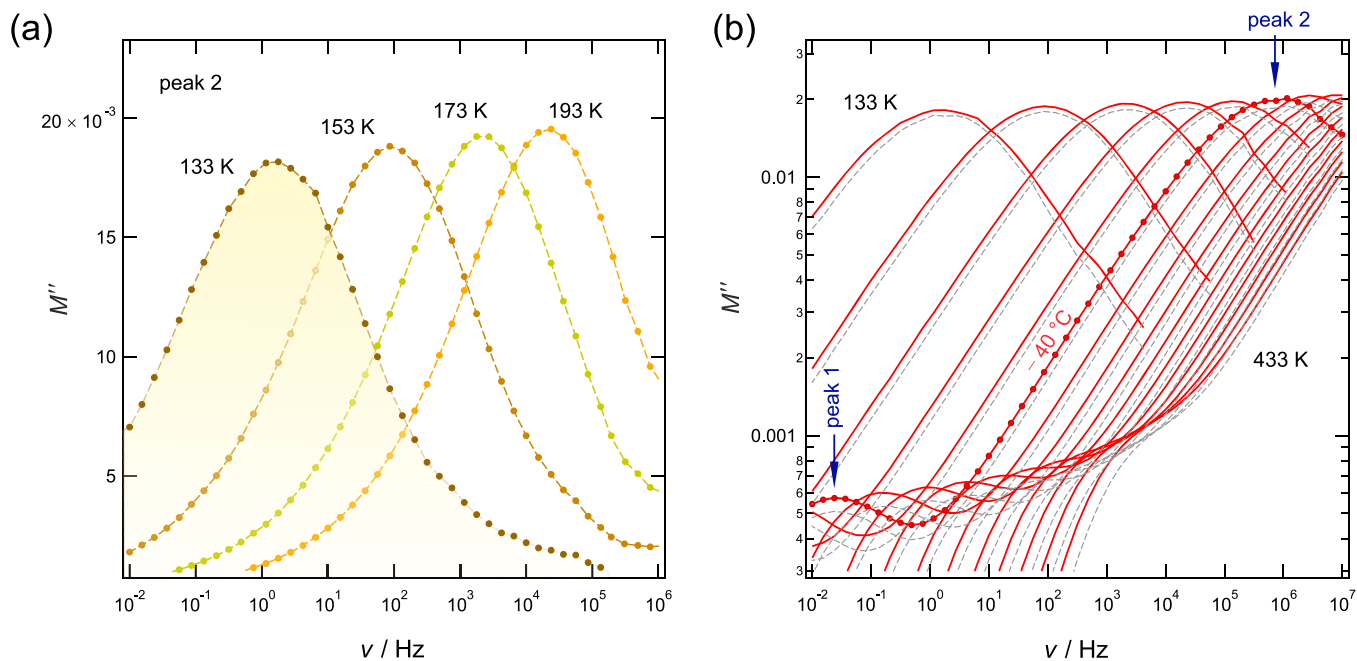 (a)
peak 2
133 K
153 K
173 K
193 K
20 × 10⁻³
15
10
5
M''
10⁻²
10⁻¹
10⁰
10¹
10²
10³
10⁴
10⁵
10⁶
ν / Hz
(b)
peak 2
133 K
433 K
– 40 °C
peak 1
3
2
0.01
8
7
6
5
4
3
2
0.001
8
7
6
5
4
3
M''
10⁻²
10⁻¹
10⁰
10¹
10²
10³
10⁴
10⁵
10⁶
10⁷
ν / Hz